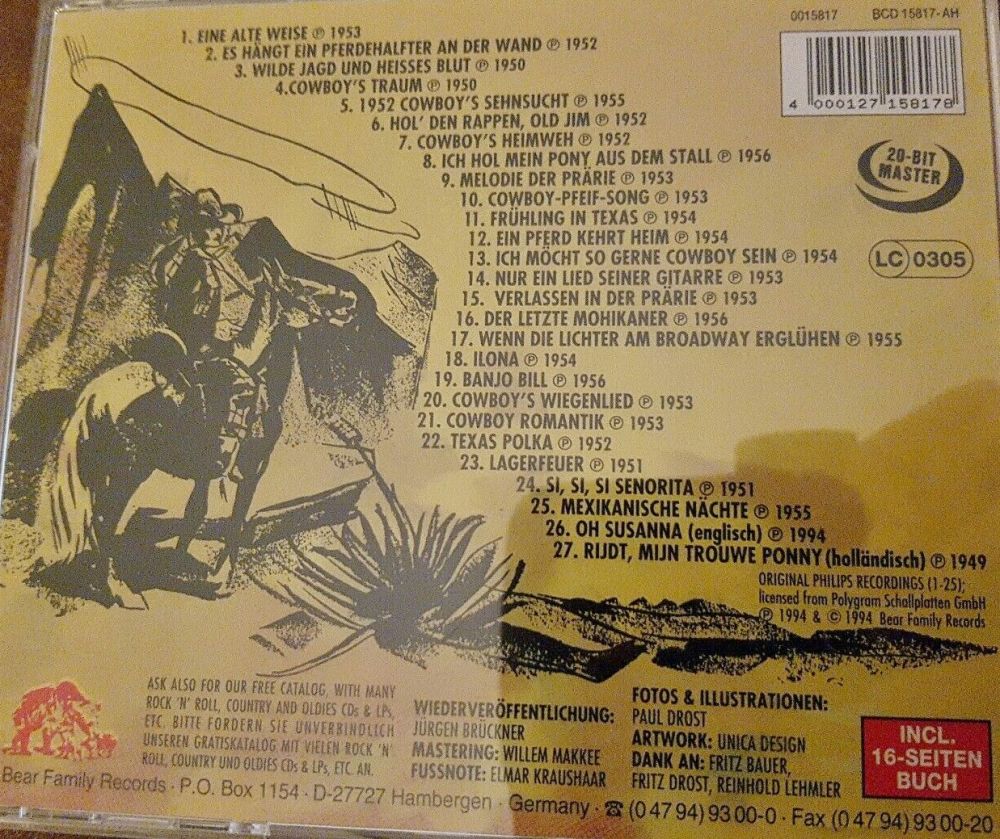 0015817 BCD 15817-AH
1. EINE ALTE WEISE ℗ 1953
2. ES HÄNGT EIN PFERDEHALFTER AN DER WAND ℗ 1952
3. WILDE JAGD UND HEISSES BLUT ℗ 1950
4.COWBOY'S TRAUM ℗ 1950
5. 1952 COWBOY'S SEHNSUCHT ℗ 1955
6. HOL' DEN RAPPEN, OLD JIM ℗ 1952
7. COWBOY'S HEIMWEH ℗ 1952
8. ICH HOL MEIN PONY AUS DEM STALL ℗ 1956
9. MELODIE DER PRÄRIE ℗ 1953
10. COWBOY-PFEIF-SONG ℗ 1953
11. FRÜHLING IN TEXAS ℗ 1954
12. EIN PFERD KEHRT HEIM ℗ 1954
13. ICH MÖCHT SO GERNE COWBOY SEIN ℗ 1954
14. NUR EIN LIED SEINER GITARRE ℗ 1953
15. VERLASSEN IN DER PRÄRIE ℗ 1953
16. DER LETZTE MOHIKANER ℗ 1956
17. WENN DIE LICHTER AM BROADWAY ERGLÜHEN ℗ 1955
18. ILONA ℗ 1954
19. BANJO BILL ℗ 1956
20. COWBOY'S WIEGENLIED ℗ 1953
21. COWBOY ROMANTIK ℗ 1953
22. TEXAS POLKA ℗ 1952
23. LAGERFEUER ℗ 1951
24. SI, SI, SI SENORITA ℗ 1951
25. MEXIKANISCHE NÄCHTE ℗ 1955
26. OH SUSANNA (englisch) ℗ 1994
27. RIJDT, MIJN TROUWE PONNY (holländisch) ℗ 1949
4 000127 158178
20-BIT
MASTER
LC 0305
ORIGINAL PHILIPS RECORDINGS (1-25);
licensed from Polygram Schallplatten GmbH
℗ 1994 & © 1994 Bear Family Records
ASK ALSO FOR OUR FREE CATALOG, WITH MANY
ROCK 'N' ROLL, COUNTRY AND OLDIES CDs & LPs,
ETC. BITTE FORDERN SIE UNVERBINDLICH
UNSEREN GRATISKATALOG MIT VIELEN ROCK 'N'
ROLL, COUNTRY UND OLDIES CDs & LPs, ETC. AN.
WIEDERVERÖFFENTLICHUNG:
JÜRGEN BRÜCKNER
MASTERING: WILLEM MAKKEE
FUSSNOTE: ELMAR KRAUSHAAR
FOTOS & ILLUSTRATIONEN:
PAUL DROST
ARTWORK: UNICA DESIGN
DANK AN: FRITZ BAUER,
FRITZ DROST, REINHOLD LEHMLER
INCL.
16-SEITEN
BUCH
Bear Family Records · P.O. Box 1154 · D-27727 Hambergen · Germany · ☎ (0 47 94) 93 00-0 · Fax (0 47 94) 93 00-20